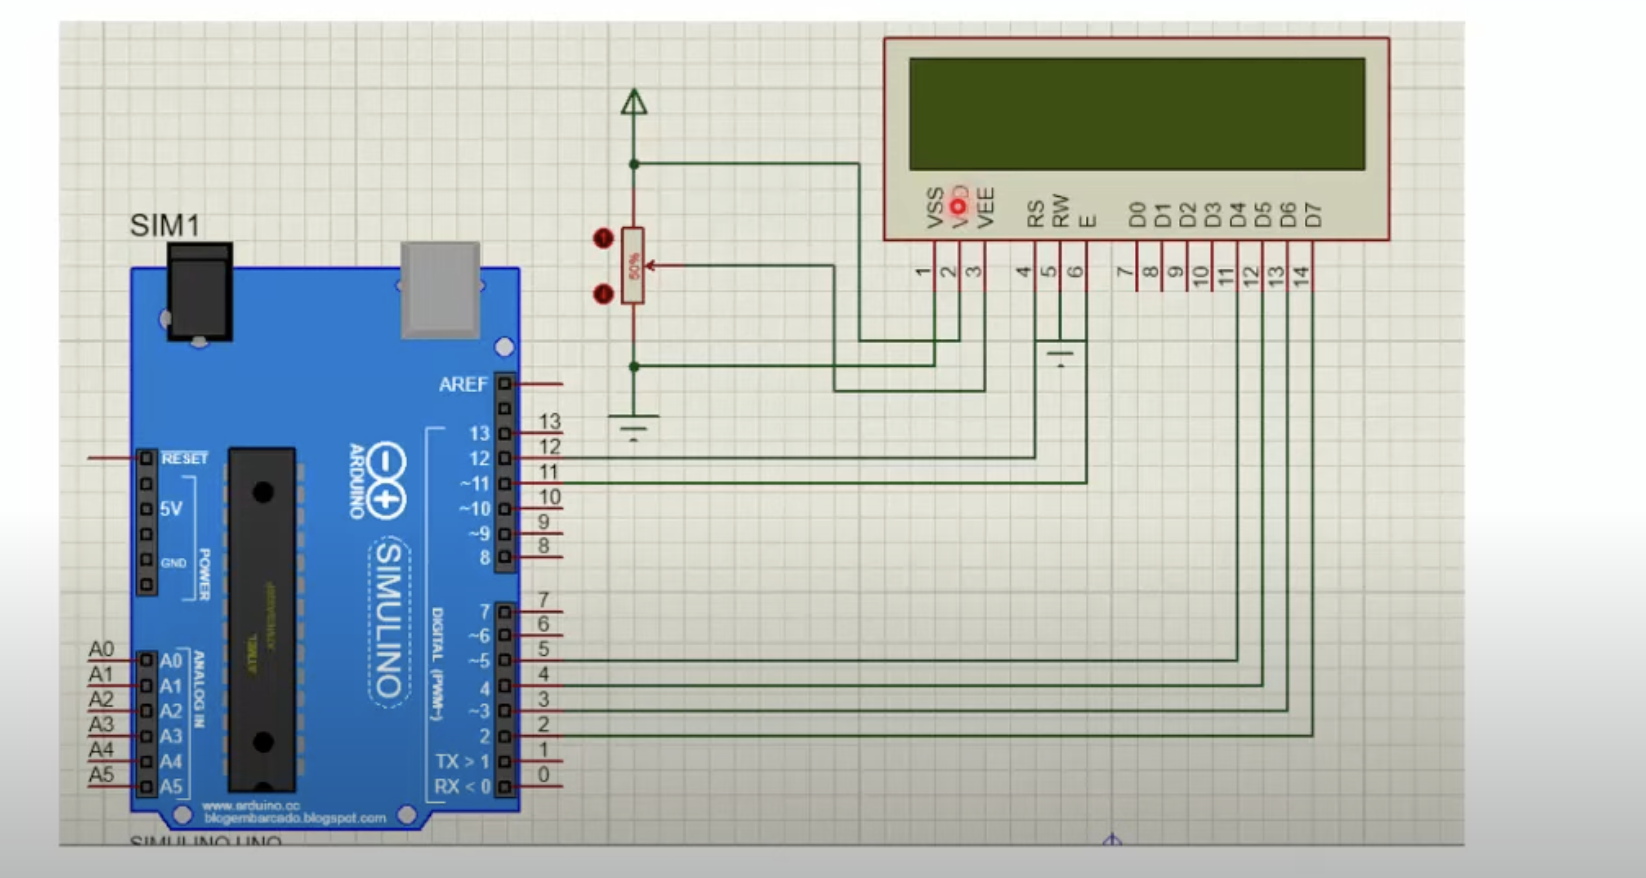 SIM1
VSS
VEE
RS
RW
E
D0
D1
D2
D3
D4
D5
D6
D7
1
2
3
4
5
6
7
8
9
10
11
12
13
14
50%
AREF
13
12
~11
~10
~9
8
7
~6
~5
4
~3
2
TX > 1
RX < 0
13
12
11
10
9
8
7
6
5
4
3
2
1
0
RESET
5V
GND
POWER
ARDUINO
SIMULINO
DIGITAL (PWM~)
ATMEL
ANALOG IN
A0
A1
A2
A3
A4
A5
A0
A1
A2
A3
A4
A5
www.arduino.cc
blogembarcado.blogspot.com
SIMULINO UNO